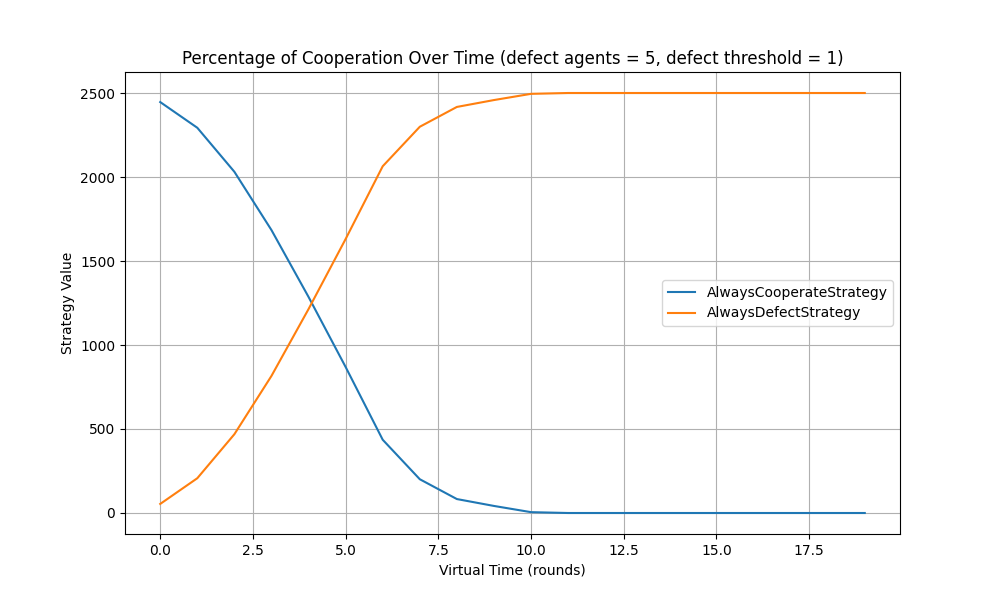 Percentage of Cooperation Over Time (defect agents = 5, defect threshold = 1)
2500
2000
1500
1000
500
0
Strategy Value
AlwaysCooperateStrategy
AlwaysDefectStrategy
0.0 2.5 5.0 7.5 10.0 12.5 15.0 17.5
Virtual Time (rounds)